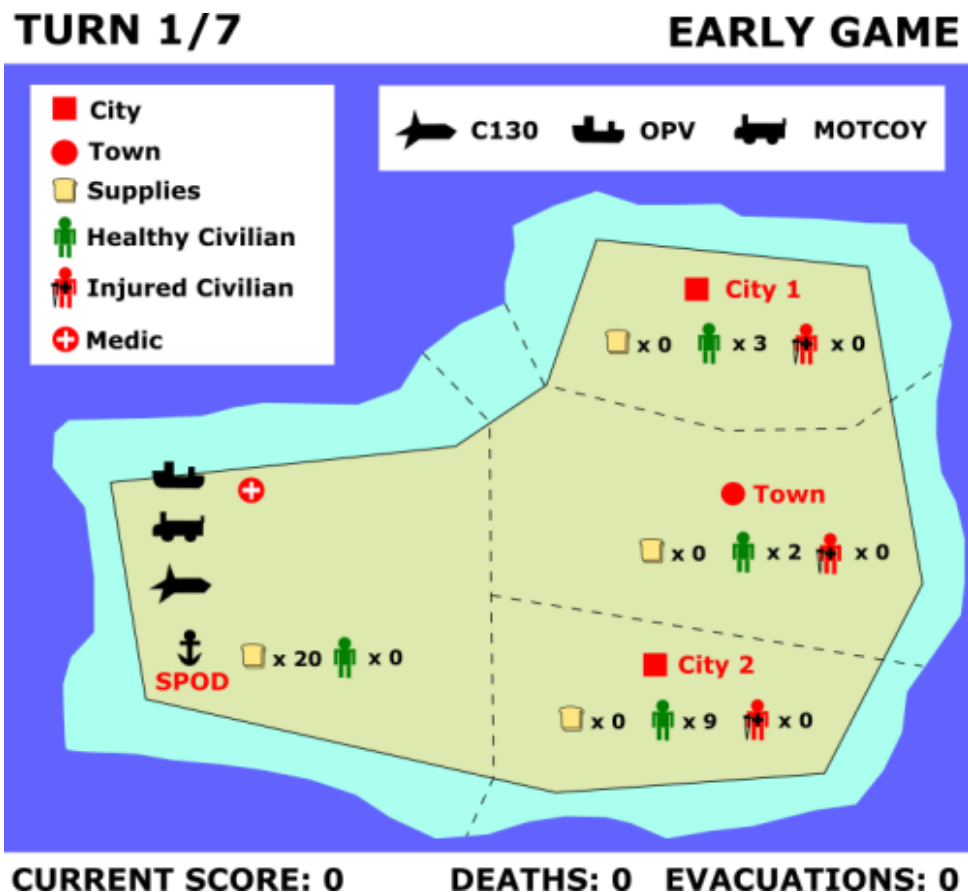 TURN 1/7
EARLY GAME
City
Town
Supplies
Healthy Civilian
Injured Civilian
Medic
C130 OPV MOTCOY
City 1
x 0 x 3 x 0
Town
x 0 x 2 x 0
SPOD
x 20 x 0
City 2
x 0 x 9 x 0
CURRENT SCORE: 0 DEATHS: 0 EVACUATIONS: 0